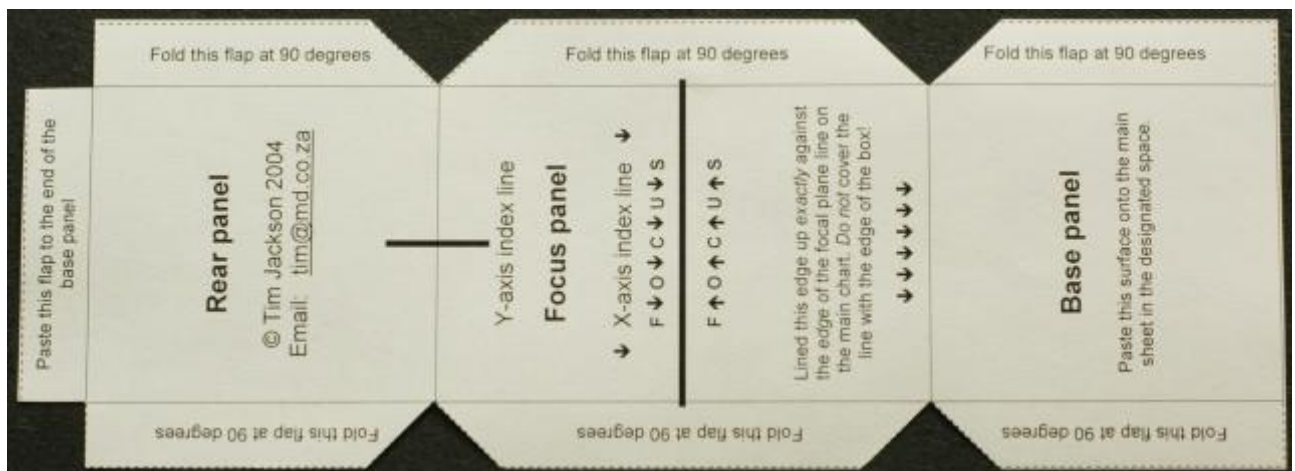 Fold this flap at 90 degrees
Fold this flap at 90 degrees
Fold this flap at 90 degrees
Paste this flap to the end of the
base panel
Rear panel
© Tim Jackson 2004
Email: tim@md.co.za
Y-axis index line
Focus panel
↓ X-axis index line ↓
F↓O↓C↓U↓S
F↑O↑C↑U↑S
Lined this edge up exactly against
the edge of the focal plane line on
the main chart. Do not cover the
line with the edge of the box!
↓↓↓↓↓↓
Base panel
Paste this surface onto the main
sheet in the designated space.
Fold this flap at 90 degrees
Fold this flap at 90 degrees
Fold this flap at 90 degrees